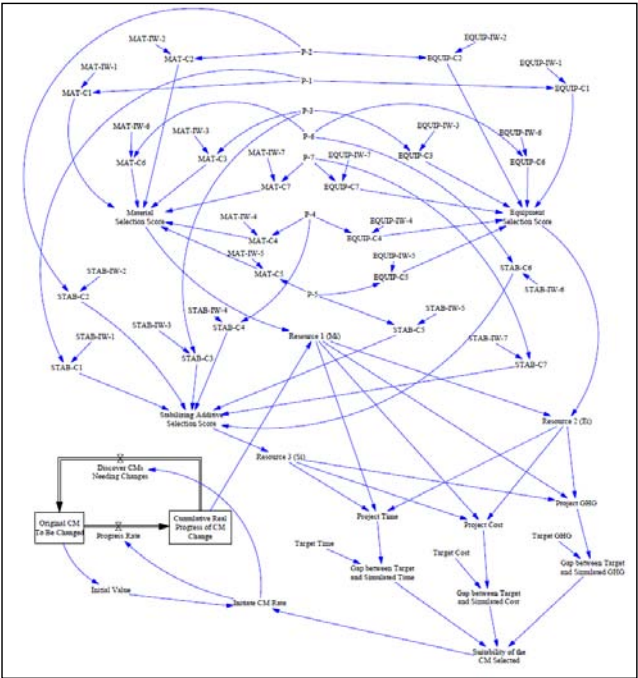 MAT-IW-2
P-2
EQUIP-IW-2
MAT-C2
EQUIP-C2
MAT-IW-1
P-1
EQUIP-IW-1
MAT-C1
EQUIP-C1
MAT-IW-6
MAT-IW-3
P-3
P-6
EQUIP-IW-3
EQUIP-IW-6
MAT-C6
MAT-C3
MAT-IW-7
P-7
EQUIP-IW-7
EQUIP-C3
EQUIP-C6
MAT-C7
EQUIP-C7
Material
Selection Score
MAT-IW-4
P-4
EQUIP-IW-4
Equipment
Selection Score
MAT-C4
EQUIP-C4
MAT-IW-5
EQUIP-IW-5
MAT-C5
EQUIP-C5
STAB-C6
STAB-IW-2
P-5
STAB-IW-6
STAB-C2
STAB-IW-4
STAB-IW-5
STAB-IW-3
STAB-C4
STAB-C5
STAB-IW-1
Resource 1 (Mi)
STAB-IW-7
STAB-C3
STAB-C1
STAB-C7
Stabilizing Additive
Selection Score
Resource 2 (Ei)
Resource 3 (Si)
Discover CMs
Needing Changes
Project GHG
Original CM
To Be Changed
Cumulative Real
Progress of CM
Change
Project Time
Project Cost
Progress Rate
Target Time
Target Cost
Target GHG
Gap between Target
and Simulated Time
Gap between Target
and Simulated Cost
Gap between Target
and Simulated GHG
Initial Value
Initiate CM Rate
Suitability of the
CM Selected